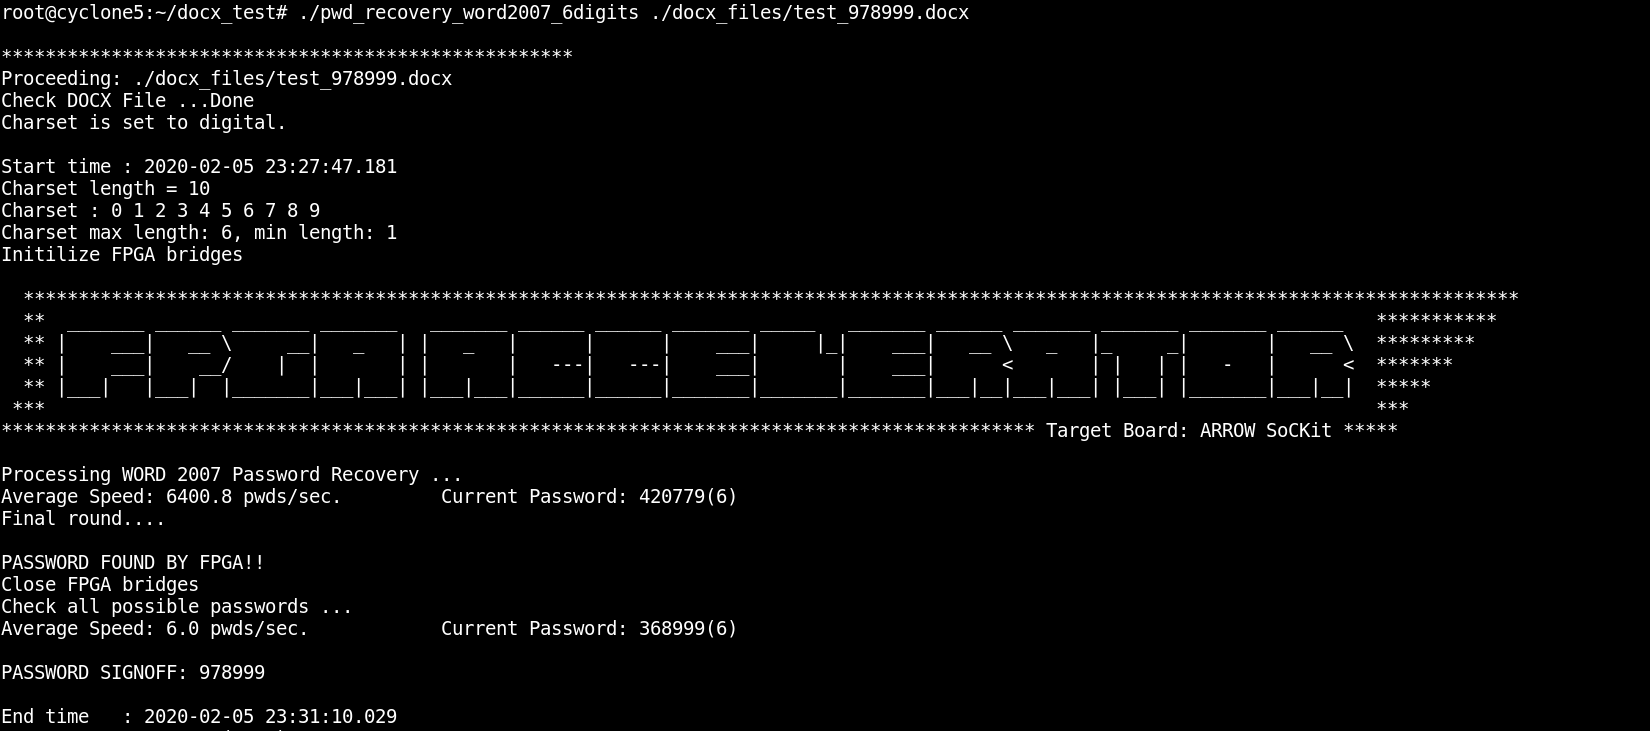 root@cyclone5:~/docx_test# ./pwd_recovery_word2007_6digits ./docx_files/test_978999.docx
****************************************************
Proceeding: ./docx_files/test_978999.docx
Check DOCX File ...Done
Charset is set to digital.
Start time : 2020-02-05 23:27:47.181
Charset length = 10
Charset : 0 1 2 3 4 5 6 7 8 9
Charset max length: 6, min length: 1
Initilize FPGA bridges
FPGA ACCELERATOR
Target Board: ARROW SoCKit *****
Processing WORD 2007 Password Recovery ...
Average Speed: 6400.8 pwds/sec. Current Password: 420779(6)
Final round....
PASSWORD FOUND BY FPGA!!
Close FPGA bridges
Check all possible passwords ...
Average Speed: 6.0 pwds/sec. Current Password: 368999(6)
PASSWORD SIGNOFF: 978999
End time : 2020-02-05 23:31:10.029